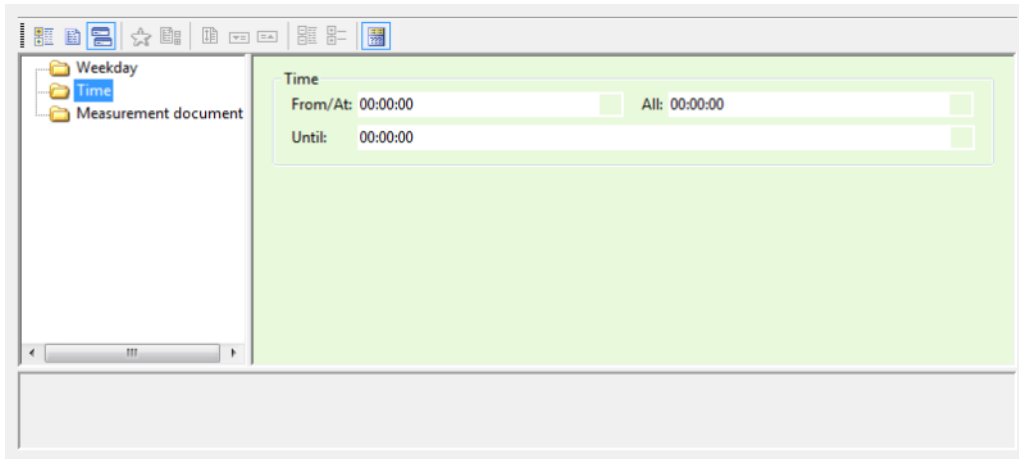 Weekday
Time
Measurement document
Time
From/At: 00:00:00 All: 00:00:00
Until: 00:00:00